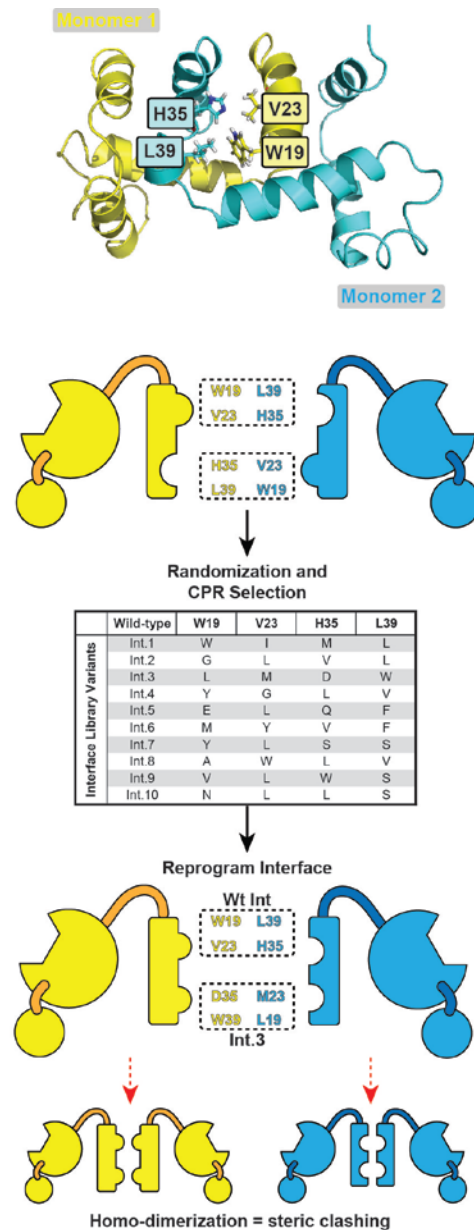 Monomer 1
H35 V23
L39 W19
Monomer 2
W19 L39
V23 H35
H35 V23
L39 W19
Randomization and
CPR Selection
Interface Library Variants
Wild-type W19 V23 H35 L39
Int.1 W I M L
Int.2 G L V L
Int.3 L M D W
Int.4 Y G L V
Int.5 E L Q F
Int.6 M Y V F
Int.7 Y L S S
Int.8 A W L V
Int.9 V L W S
Int.10 N L L S
Reprogram Interface
Wt Int
W19 L39
V23 H35
D35 M23
W39 L19
Int.3
Homo-dimerization = steric clashing